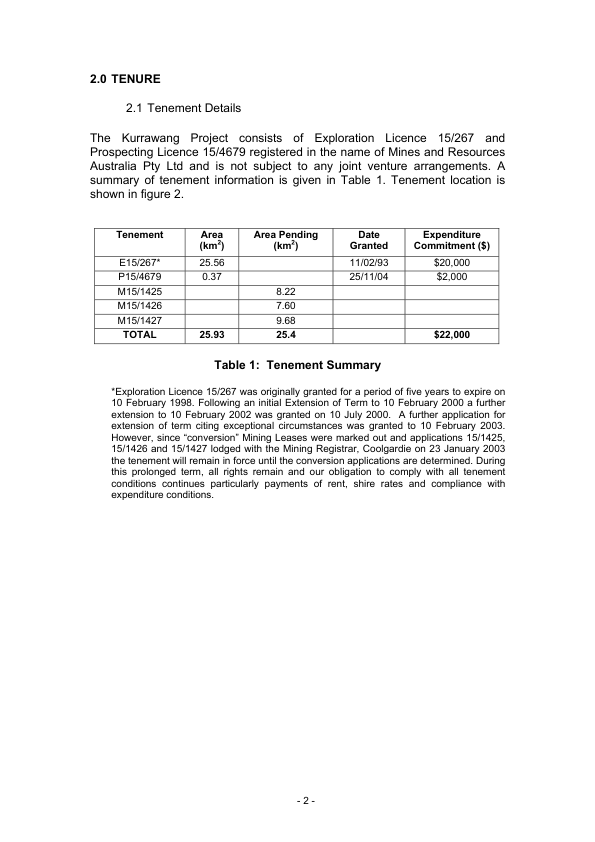 2.0 TENURE
2.1 Tenement Details
The Kurrawang Project consists of Exploration Licence 15/267 and
Prospecting Licence 15/4679 registered in the name of Mines and Resources
Australia Pty Ltd and is not subject to any joint venture arrangements. A
summary of tenement information is given in Table 1. Tenement location is
shown in figure 2.
Tenement Area (km²) Area Pending (km²) Date Granted Expenditure Commitment ($)
E15/267* 25.56 11/02/93 $20,000
P15/4679 0.37 25/11/04 $2,000
M15/1425 8.22
M15/1426 7.60
M15/1427 9.68
TOTAL 25.93 25.4 $22,000
Table 1: Tenement Summary
*Exploration Licence 15/267 was originally granted for a period of five years to expire on
10 February 1998. Following an initial Extension of Term to 10 February 2000 a further
extension to 10 February 2002 was granted on 10 July 2000. A further application for
extension of term citing exceptional circumstances was granted to 10 February 2003.
However, since “conversion” Mining Leases were marked out and applications 15/1425,
15/1426 and 15/1427 lodged with the Mining Registrar, Coolgardie on 23 January 2003
the tenement will remain in force until the conversion applications are determined. During
this prolonged term, all rights remain and our obligation to comply with all tenement
conditions continues particularly payments of rent, shire rates and compliance with
expenditure conditions.
- 2 -